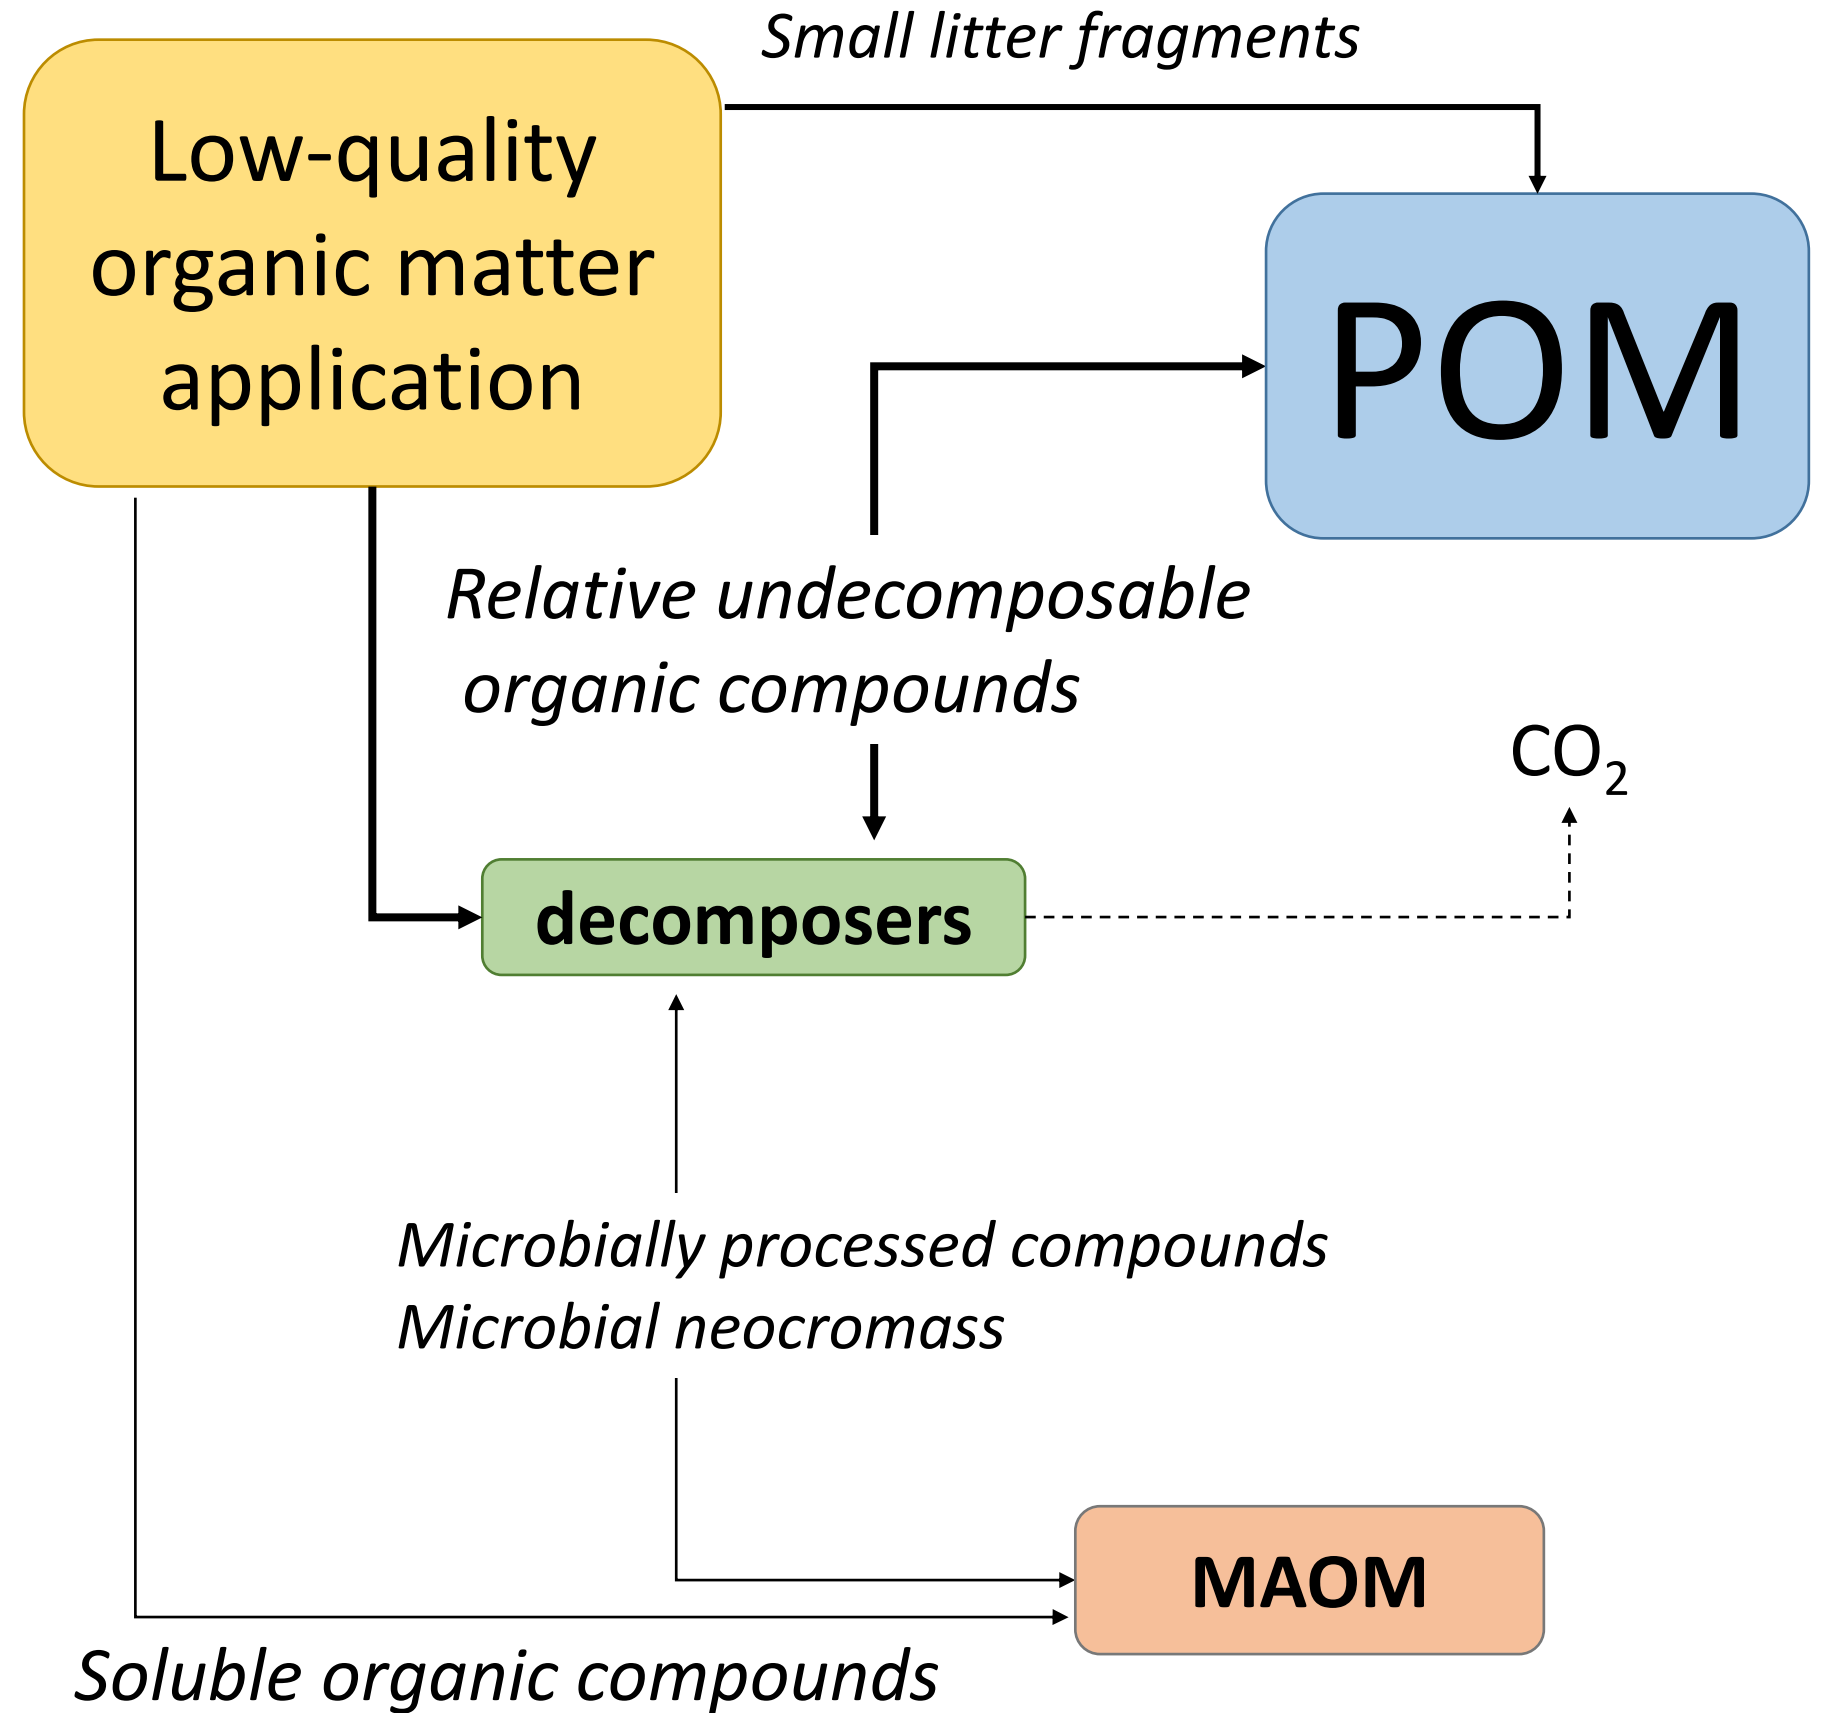 Small litter fragments
Low-quality
organic matter
application
POM
Relative undecomposable
organic compounds
CO₂
decomposers
Microbially processed compounds
Microbial neocromass
MAOM
Soluble organic compounds